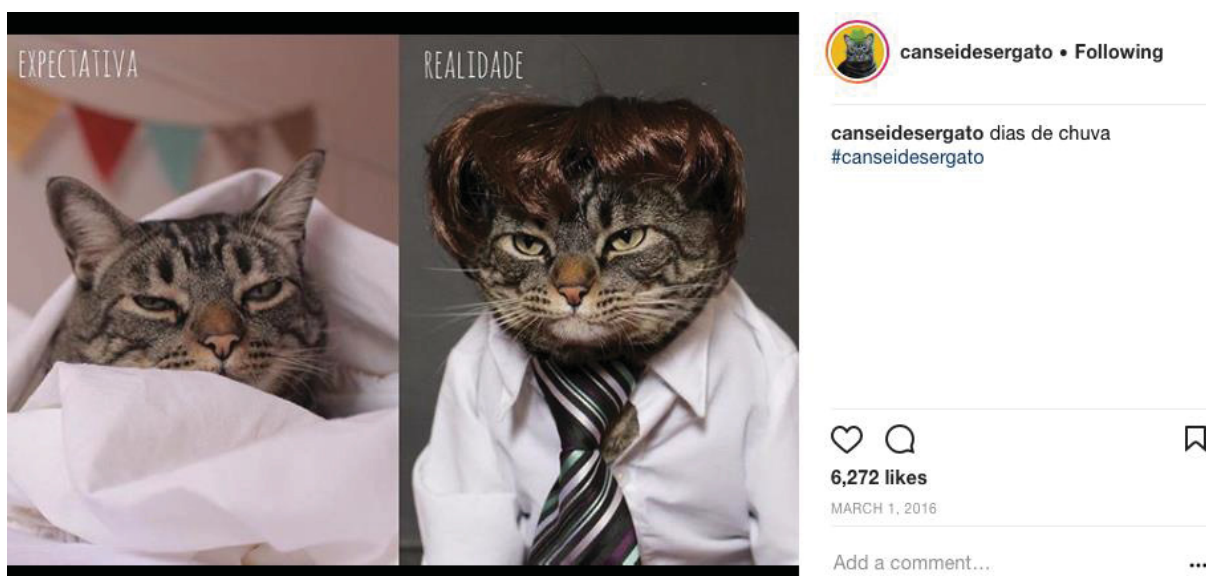 EXPECTATIVA
REALIDADE
canseidesergato • Following
canseidesergato dias de chuva
#canseidesergato
6,272 likes
MARCH 1, 2016
Add a comment...